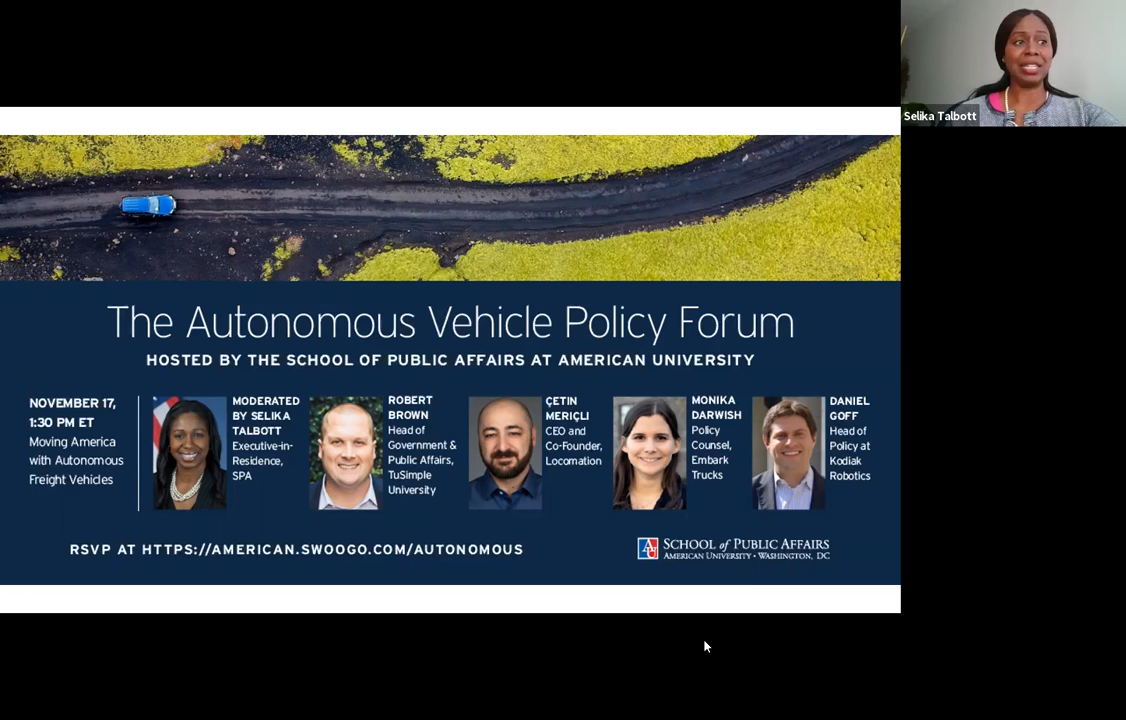 Selika Talbott
The Autonomous Vehicle Policy Forum
HOSTED BY THE SCHOOL OF PUBLIC AFFAIRS AT AMERICAN UNIVERSITY
NOVEMBER 17,
1:30 PM ET
Moving America
with Autonomous
Freight Vehicles
MODERATED
BY SELIKA
TALBOTT
Executive-in-
Residence,
SPA
ROBERT
BROWN
Head of
Government &
Public Affairs,
TuSimple
University
ÇETIN
MERIÇLI
CEO and
Co-Founder,
Locomation
MONIKA
DARWISH
Policy
Counsel,
Embark
Trucks
DANIEL
GOFF
Head of
Policy at
Kodiak
Robotics
RSVP AT HTTPS://AMERICAN.SWOOGO.COM/AUTONOMOUS
AU SCHOOL of PUBLIC AFFAIRS
AMERICAN UNIVERSITY • WASHINGTON, DC